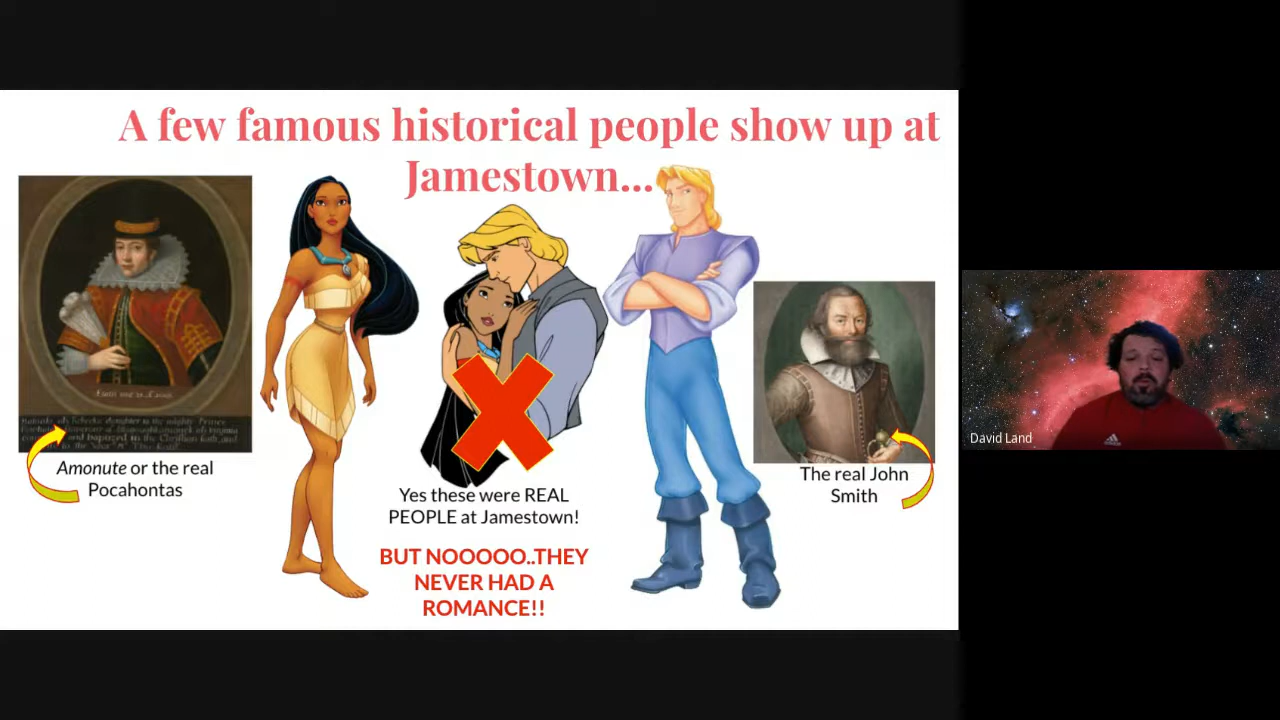 A few famous historical people show up at
Jamestown...
Amonute or the real
Pocahontas
Yes these were REAL
PEOPLE at Jamestown!
BUT NOOOOO..THEY
NEVER HAD A
ROMANCE!!
The real John
Smith
David Land